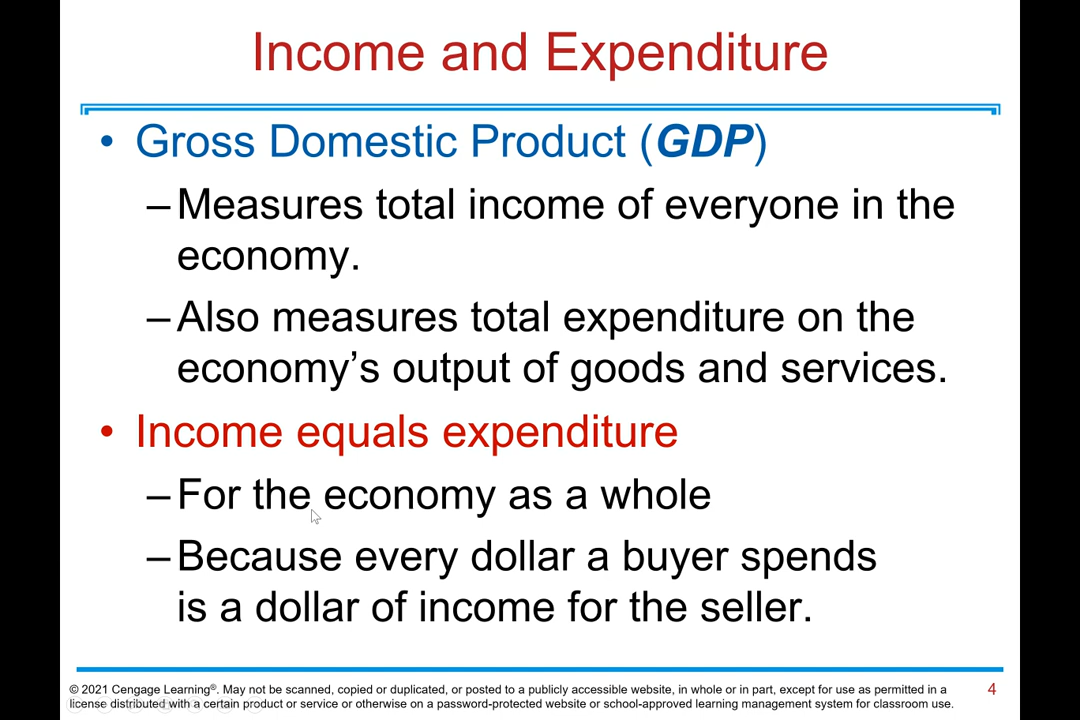 Income and Expenditure
• Gross Domestic Product (GDP)
–Measures total income of everyone in the
economy.
–Also measures total expenditure on the
economy’s output of goods and services.
• Income equals expenditure
–For the economy as a whole
–Because every dollar a buyer spends
is a dollar of income for the seller.
© 2021 Cengage Learning®. May not be scanned, copied or duplicated, or posted to a publicly accessible website, in whole or in part, except for use as permitted in a
license distributed with a certain product or service or otherwise on a password-protected website or school-approved learning management system for classroom use.
4